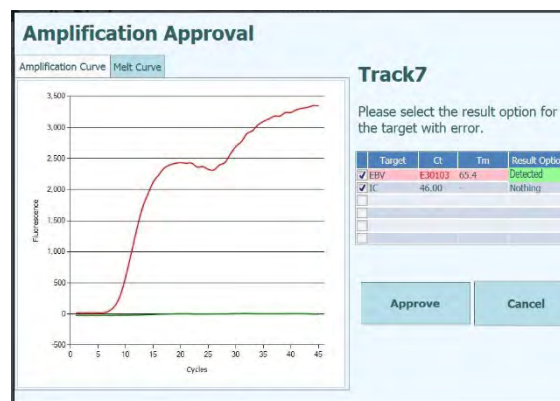 Amplification Approval
Amplification Curve Melt Curve
3,500
3,000
2,500
2,000
1,500
1,000
500
0
-500
Fluorescence
0 5 10 15 20 25 30 35 40 45
Cycles
Track7
Please select the result option for
the target with error.
Target Ct Tm Result Optio
EBV E30103 65.4 Detected
IC 46.00 - Nothing
Approve Cancel